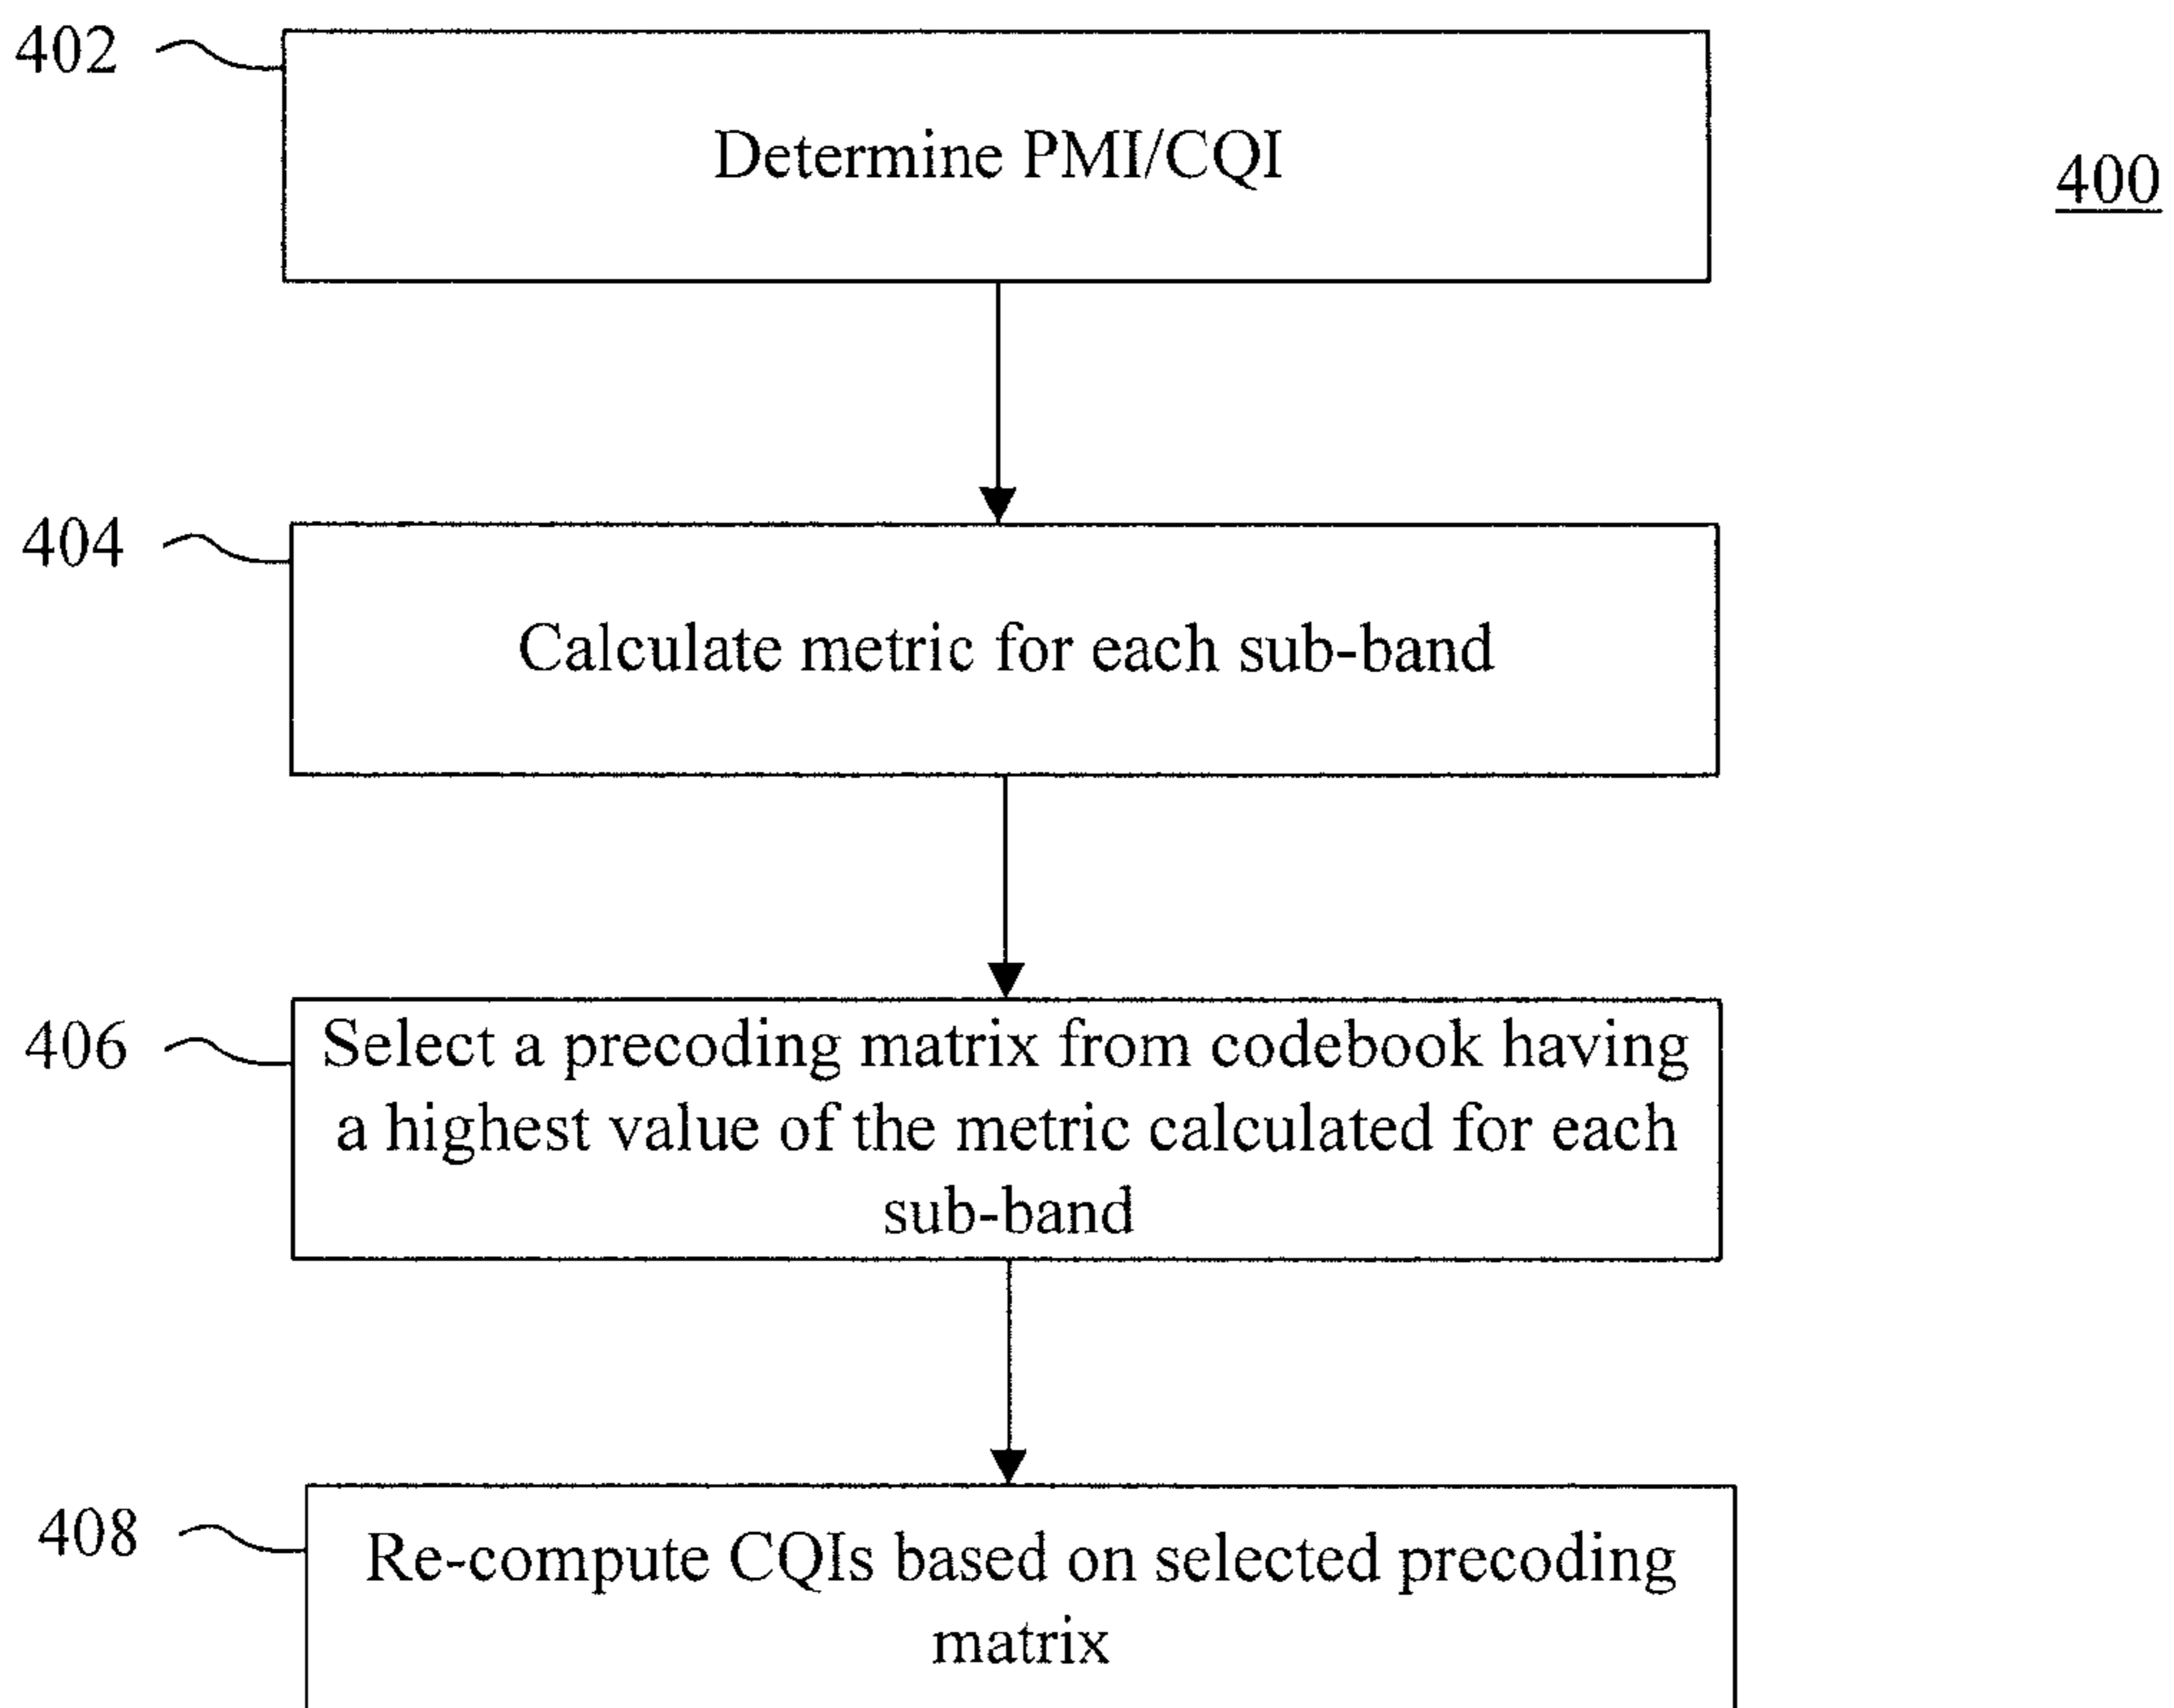 402
Determine PMI/CQI
400
404
Calculate metric for each sub-band
406
Select a precoding matrix from codebook having
a highest value of the metric calculated for each
sub-band
408
Re-compute CQIs based on selected precoding
matrix